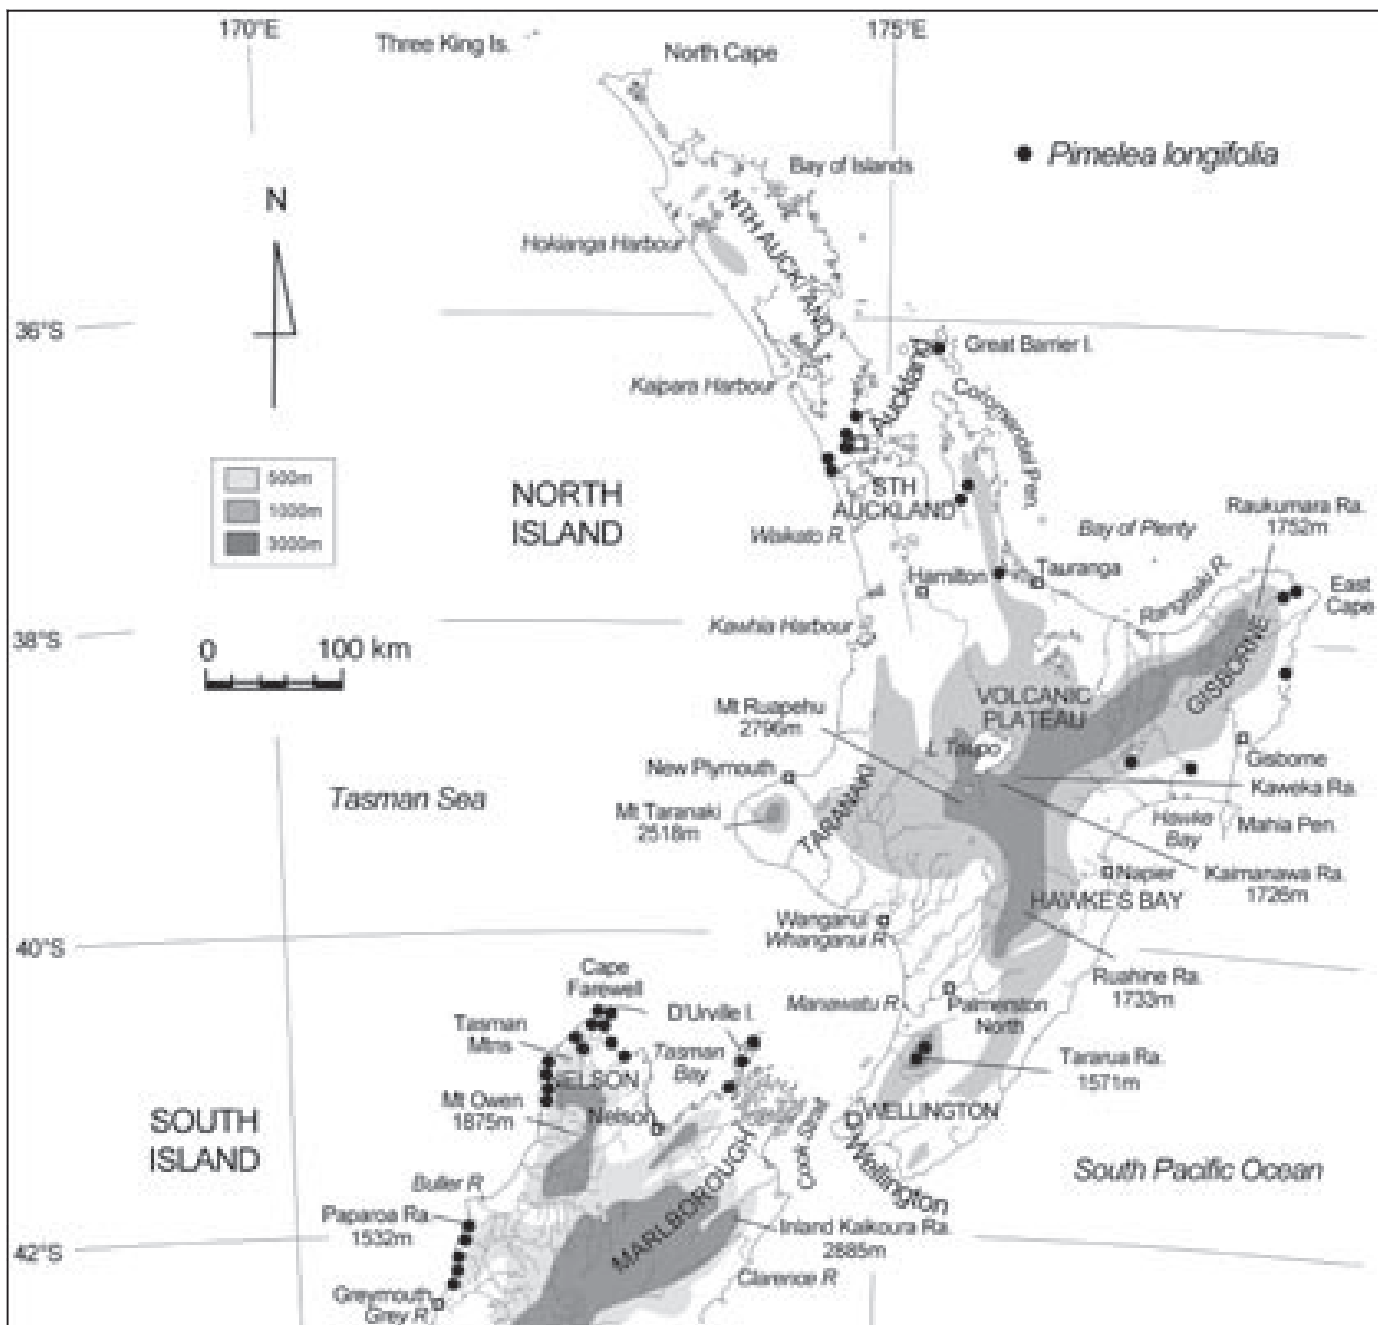 170°E
175°E
Three King Is.
North Cape
Pimelea longifolia
Bay of Islands
N
NTH AUCKLAND
Hokianga Harbour
36°S
Great Barrier I.
Kaipara Harbour
Auckland
Coromandel Pen.
500m
1000m
3000m
NORTH
ISLAND
STH
AUCKLAND
Waikato R.
Raukumara Ra.
1752m
Bay of Plenty
Hamilton
Tauranga
Rangitaiki R
East
Cape
38°S
Kawhia Harbour
0
100 km
GISBORNE
VOLCANIC
PLATEAU
Mt Ruapehu
2796m
L Taupo
New Plymouth
Gisborne
Kaweka Ra.
Tasman Sea
Mt Taranaki
2518m
TARANAKI
Hawke
Bay
Mahia Pen.
Napier
Kaimanawa Ra.
1726m
HAWKE'S BAY
Wanganui
Whanganui R
40°S
Cape
Farewell
Ruahine Ra.
1733m
Manawatu R
Palmerston
North
D'Urville I.
Tasman
Mtns
Tasman
Bay
Tararua Ra.
1571m
NELSON
Mt Owen
1875m
Nelson
WELLINGTON
Cook Strait
Wellington
SOUTH
ISLAND
South Pacific Ocean
Buller R
MARLBOROUGH
Paparoa Ra
1532m
Inland Kaikoura Ra.
2885m
42°S
Clarence R
Greymouth
Grey R